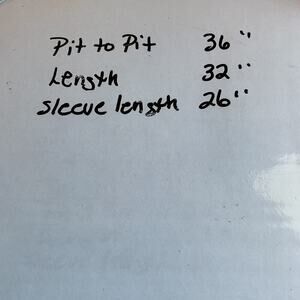 Pit to Pit 36"
Length 32"
Sleeve length 26"